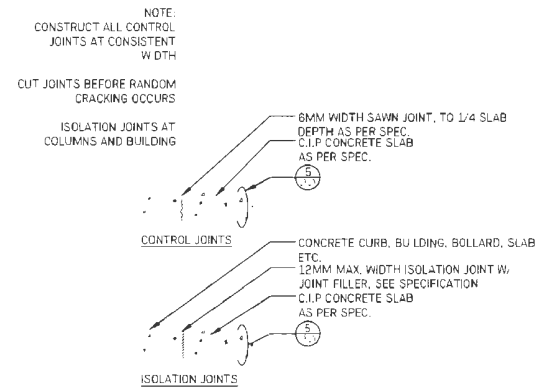 NOTE:
CONSTRUCT ALL CONTROL
JOINTS AT CONSISTENT
W DTH
CUT JOINTS BEFORE RANDOM
CRACKING OCCURS
ISOLATION JOINTS AT
COLUMNS AND BUILDING
6MM WIDTH SAWN JOINT, TO 1/4 SLAB
DEPTH AS PER SPEC.
C.I.P CONCRETE SLAB
AS PER SPEC.
5
CONTROL JOINTS
CONCRETE CURB, BU LDING, BOLLARD, SLAB
ETC.
12MM MAX. WIDTH ISOLATION JOINT W/
JOINT FILLER, SEE SPECIFICATION
C.I.P CONCRETE SLAB
AS PER SPEC.
5
ISOLATION JOINTS